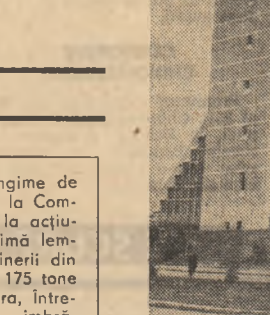 ngime de
la Com-
la acțiu-
imă lem-
inerii din
175 tone
ra, între-